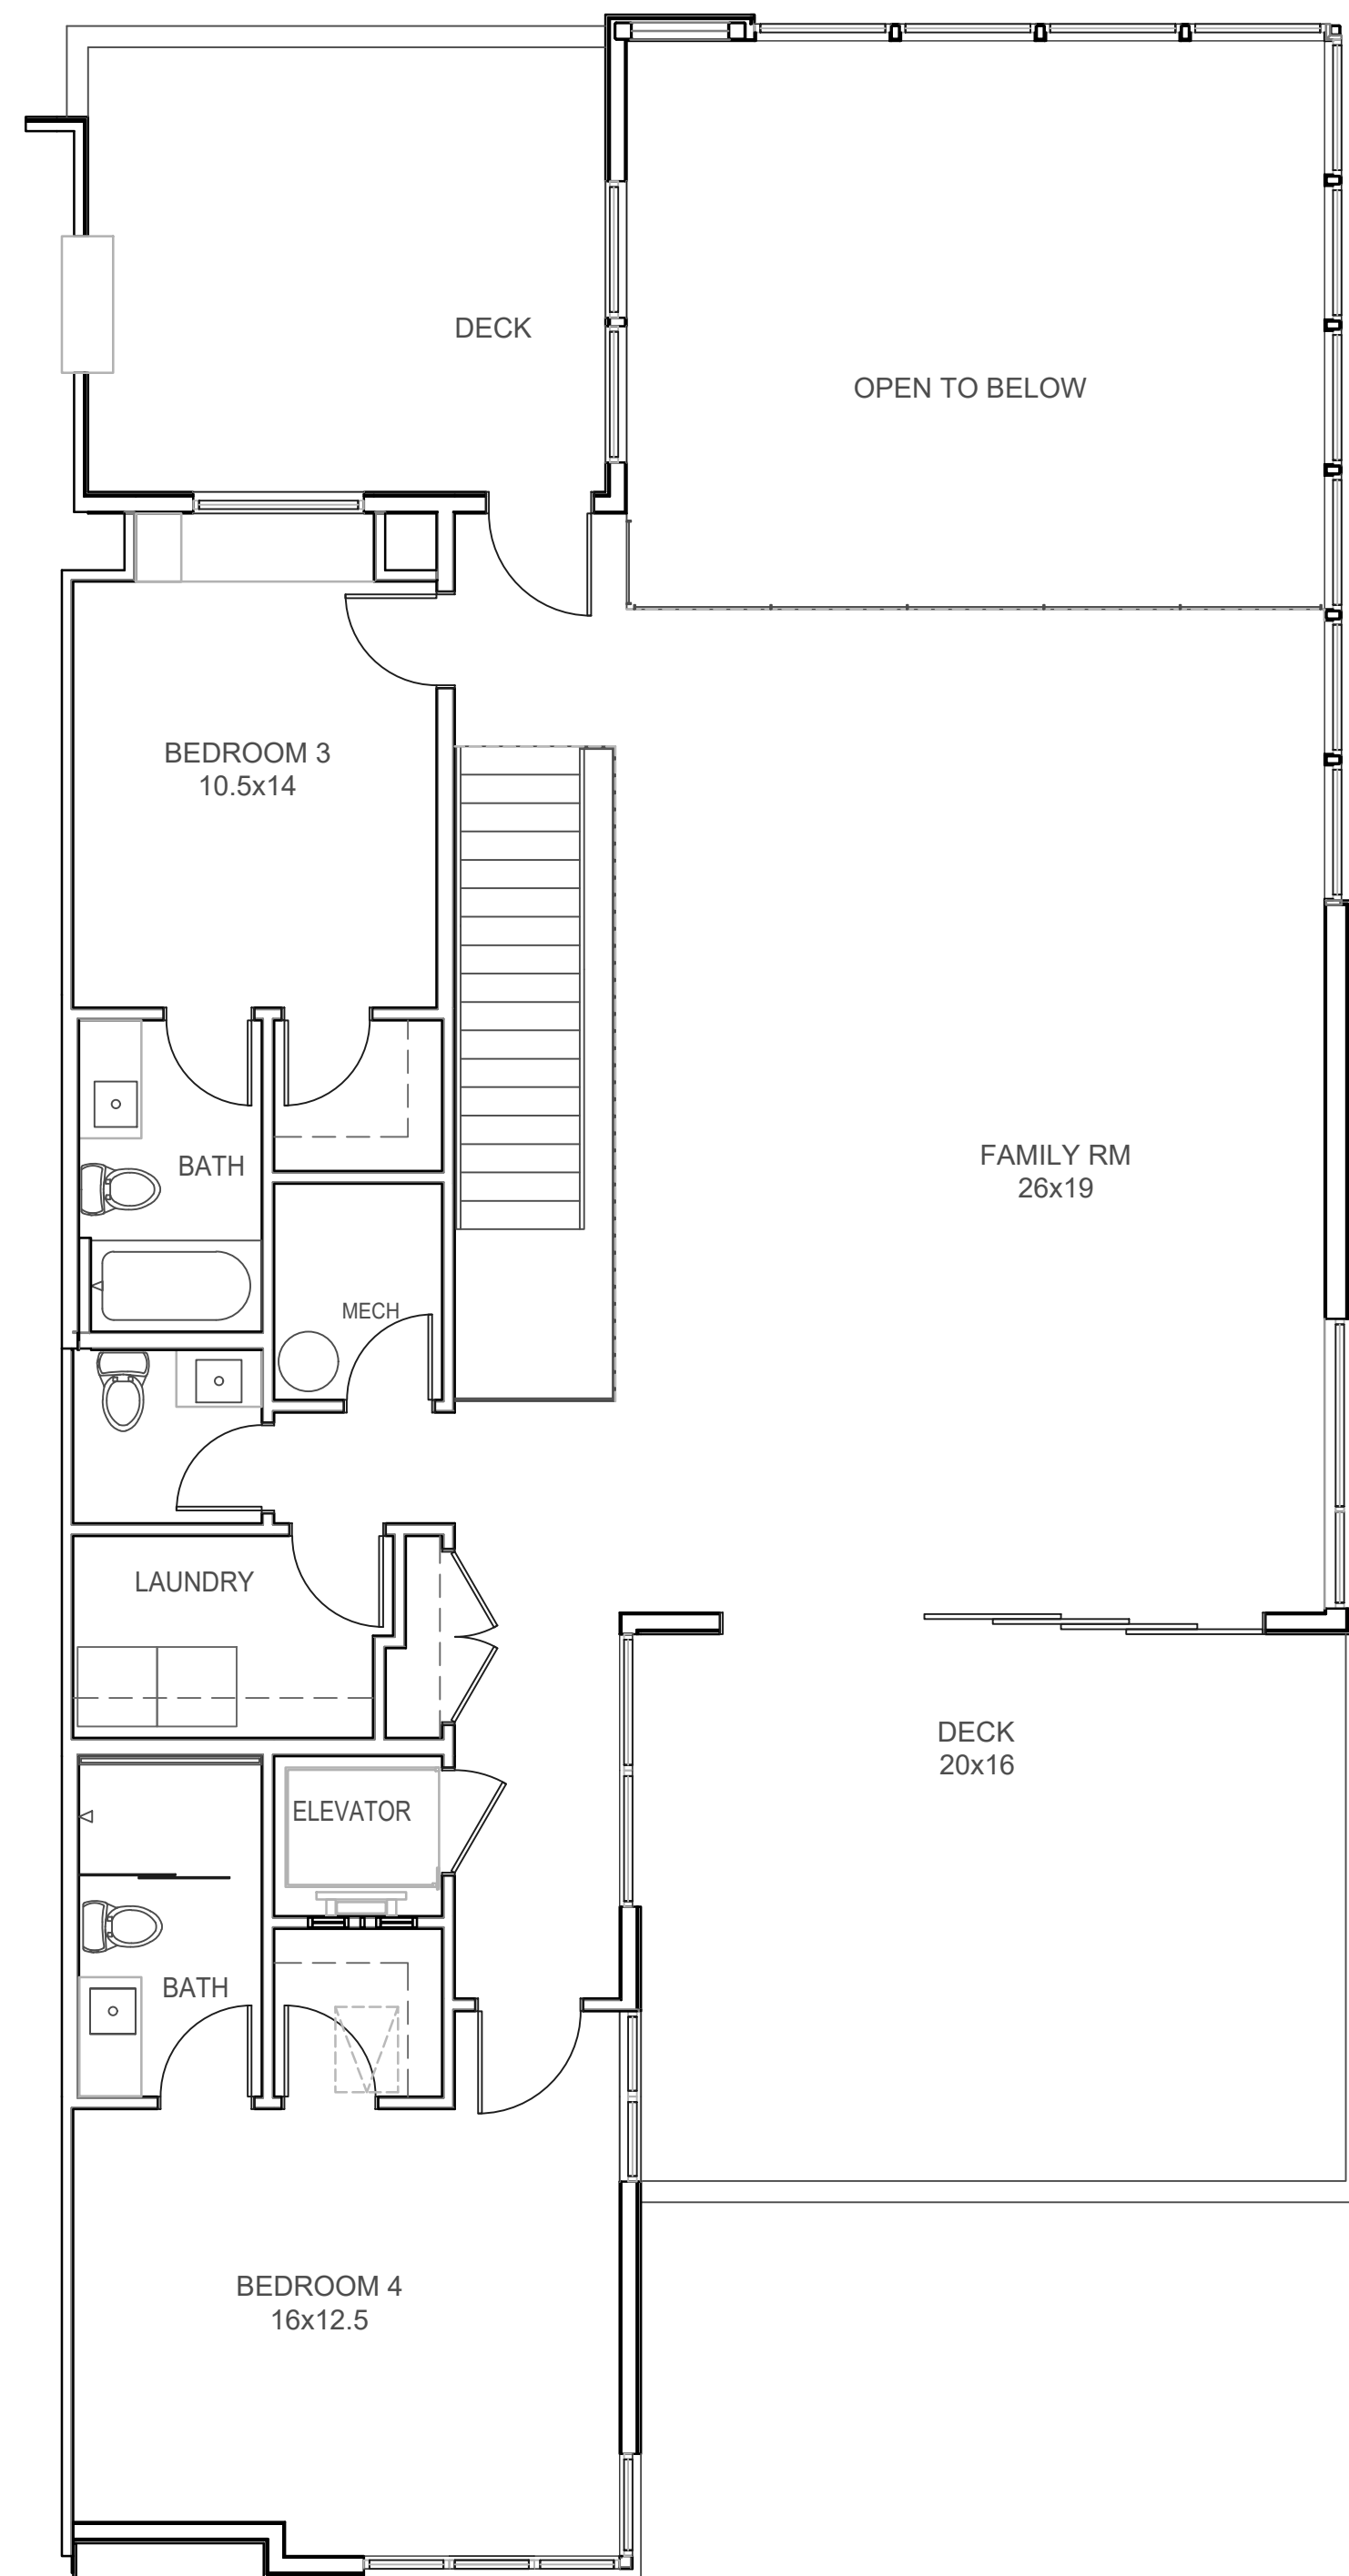 DECK
OPEN TO BELOW
BEDROOM 3
10.5x14
FAMILY RM
26x19
BATH
MECH
LAUNDRY
DECK
20x16
ELEVATOR
BATH
BEDROOM 4
16x12.5